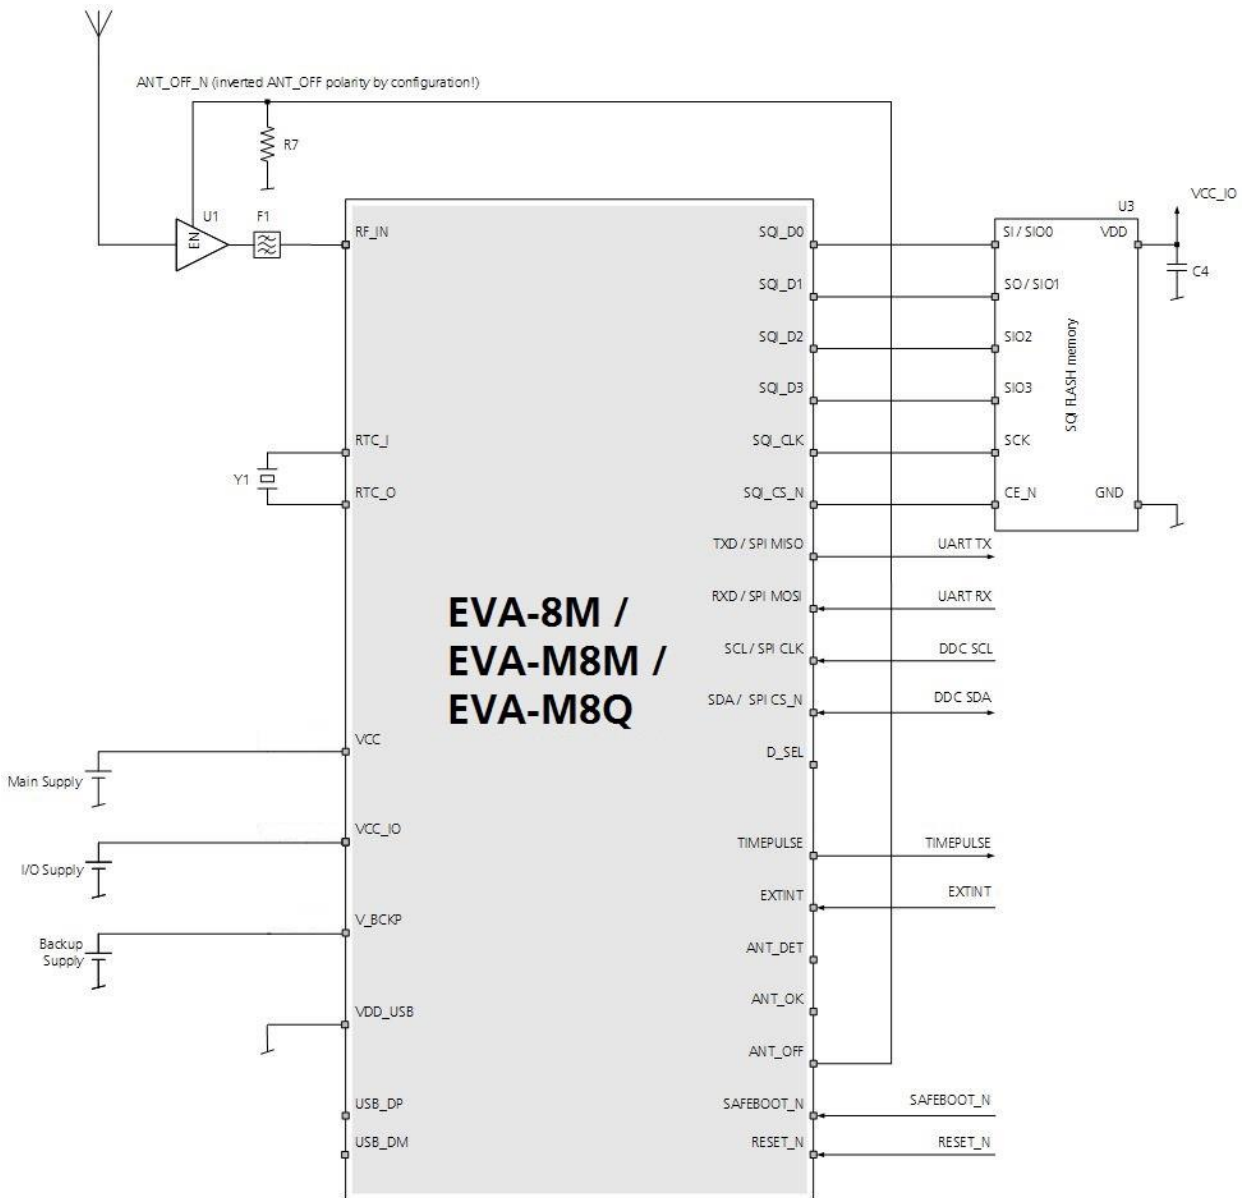 ANT_OFF_N (inverted ANT_OFF polarity by configuration!)
R7
U1
F1
EN
RF_IN
SQI_D0
SI / SIO0
VDD
U3
VCC_IO
C4
SQI_D1
SO / SIO1
SQI_D2
SIO2
SQI FLASH memory
SQI_D3
SIO3
RTC_I
SQI_CLK
SCK
Y1
RTC_O
SQI_CS_N
CE_N
GND
TXD / SPI MISO
UART TX
RXD / SPI MOSI
UART RX
EVA-8M /
EVA-M8M /
EVA-M8Q
SCL / SPI CLK
DDC SCL
SDA / SPI CS_N
DDC SDA
VCC
D_SEL
Main Supply
VCC_IO
TIMEPULSE
TIMEPULSE
I/O Supply
EXTINT
EXTINT
V_BCKP
Backup
Supply
ANT_DET
ANT_OK
VDD_USB
ANT_OFF
USB_DP
SAFEBOOT_N
SAFEBOOT_N
USB_DM
RESET_N
RESET_N